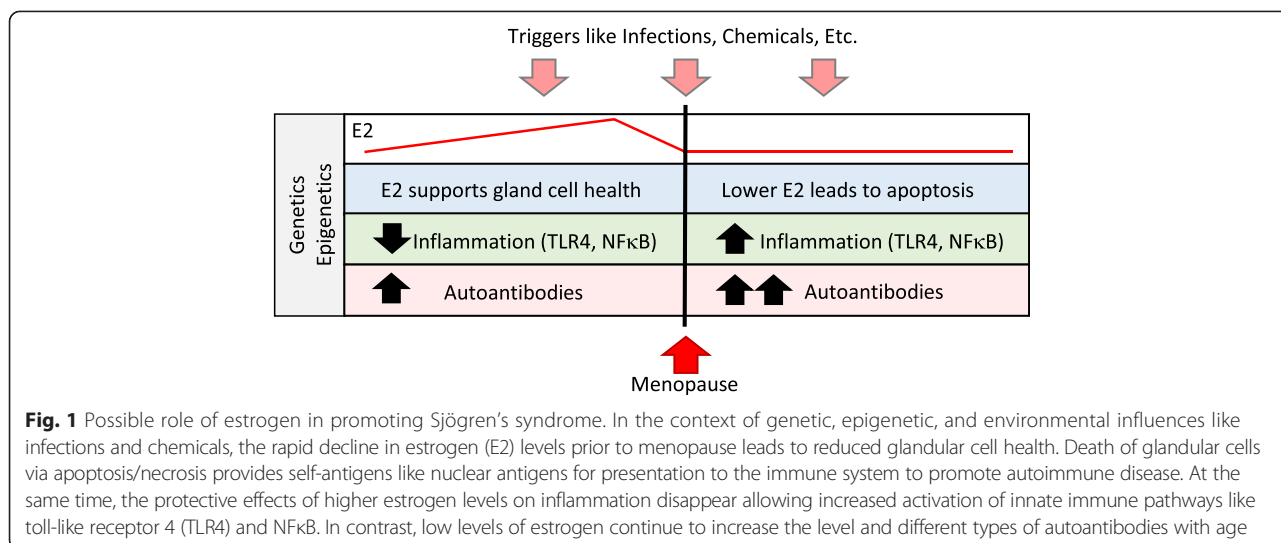 Triggers like Infections, Chemicals, Etc.
Genetics
Epigenetics
E2
E2 supports gland cell health
Lower E2 leads to apoptosis
Inflammation (TLR4, NFκB)
Inflammation (TLR4, NFκB)
Autoantibodies
Autoantibodies
Menopause
Fig. 1 Possible role of estrogen in promoting Sjögren's syndrome. In the context of genetic, epigenetic, and environmental influences like
infections and chemicals, the rapid decline in estrogen (E2) levels prior to menopause leads to reduced glandular cell health. Death of glandular cells
via apoptosis/necrosis provides self-antigens like nuclear antigens for presentation to the immune system to promote autoimmune disease. At the
same time, the protective effects of higher estrogen levels on inflammation disappear allowing increased activation of innate immune pathways like
toll-like receptor 4 (TLR4) and NFκB. In contrast, low levels of estrogen continue to increase the level and different types of autoantibodies with age